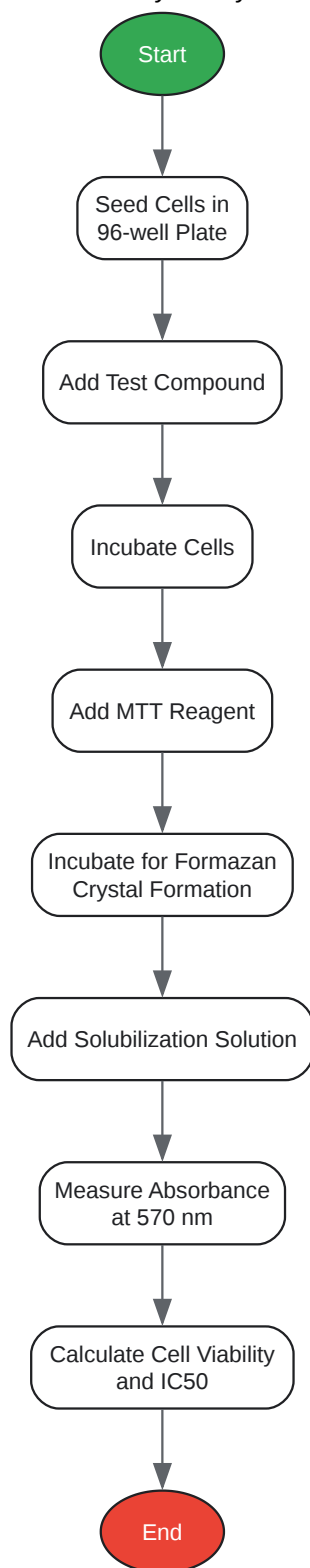 Start
Seed Cells in
96-well Plate
Add Test Compound
Incubate Cells
Add MTT Reagent
Incubate for Formazan
Crystal Formation
Add Solubilization Solution
Measure Absorbance
at 570 nm
Calculate Cell Viability
and IC50
End